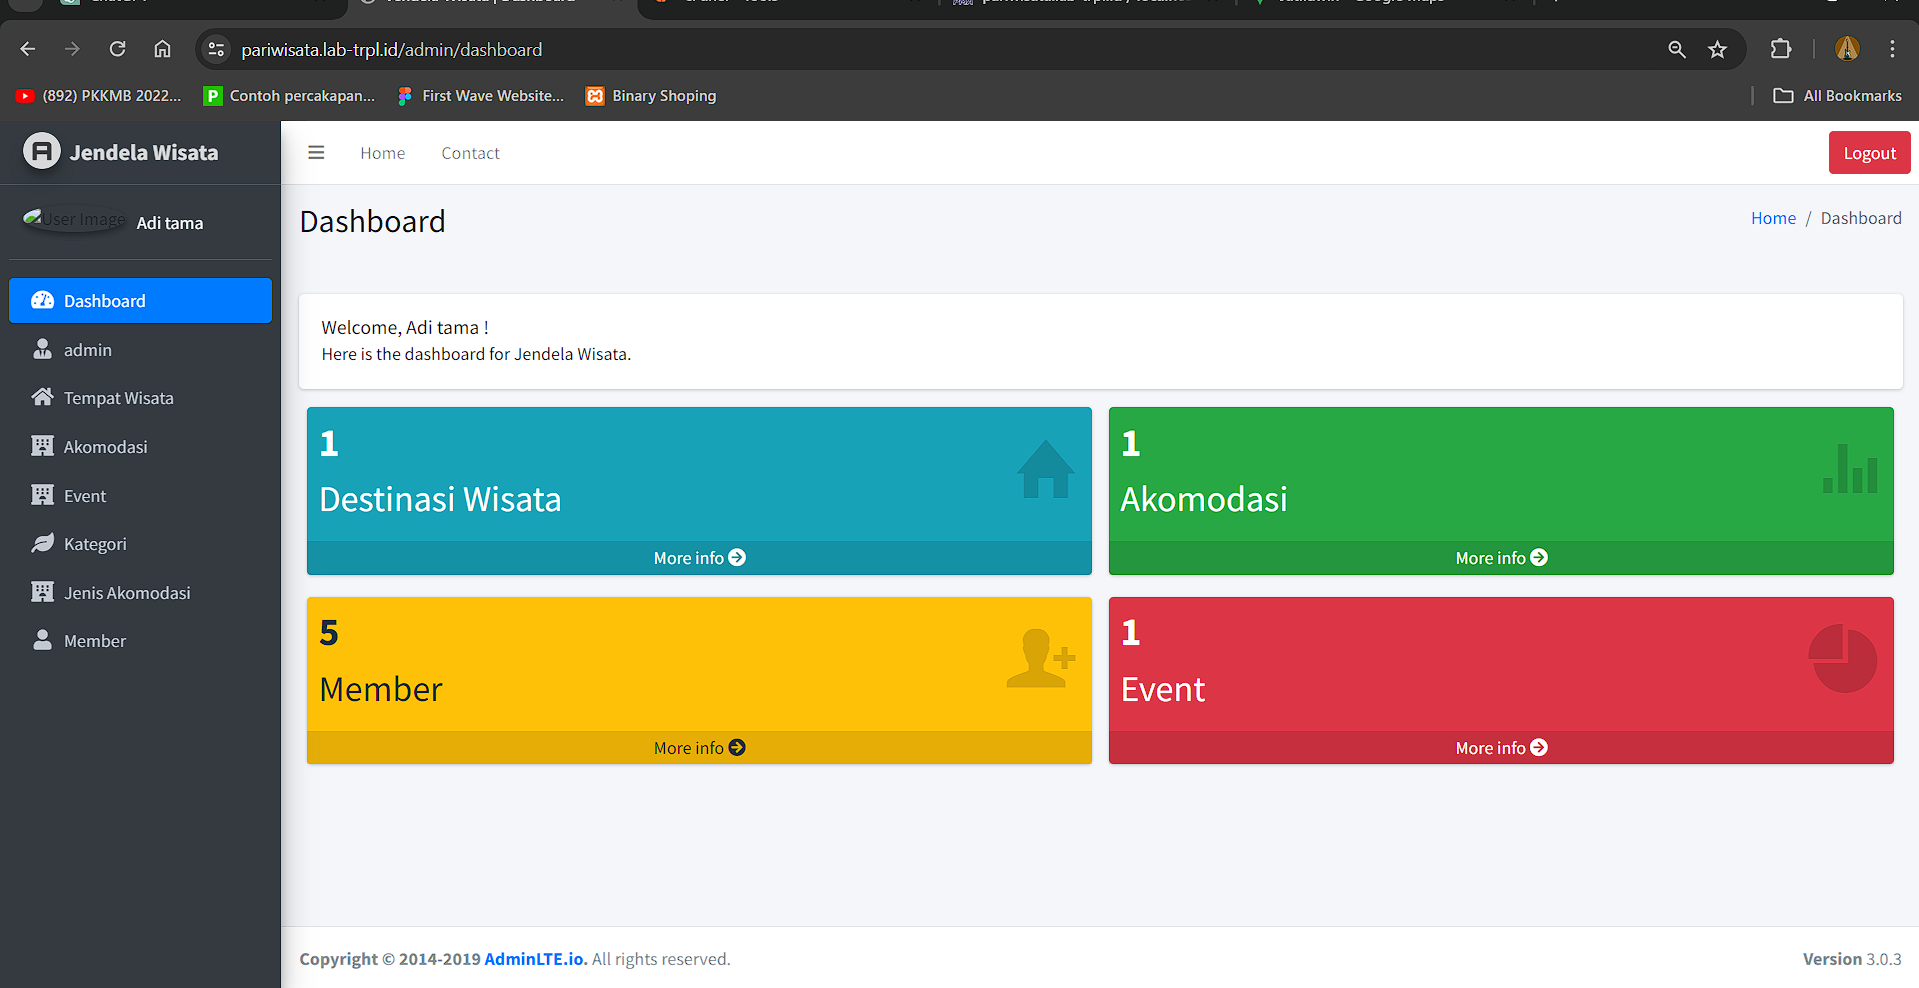 pariwisata.lab-trpl.id/admin/dashboard
(892) PKKMB 2022...
Contoh percakapan...
First Wave Website...
Binary Shoping
All Bookmarks
Jendela Wisata
Home
Contact
Logout
User Image
Adi tama
Dashboard
Home / Dashboard
Dashboard
admin
Tempat Wisata
Akomodasi
Event
Kategori
Jenis Akomodasi
Member
Welcome, Adi tama !
Here is the dashboard for Jendela Wisata.
1
Destinasi Wisata
More info
1
Akomodasi
More info
5
Member
More info
1
Event
More info
Copyright © 2014-2019 AdminLTE.io. All rights reserved.
Version 3.0.3